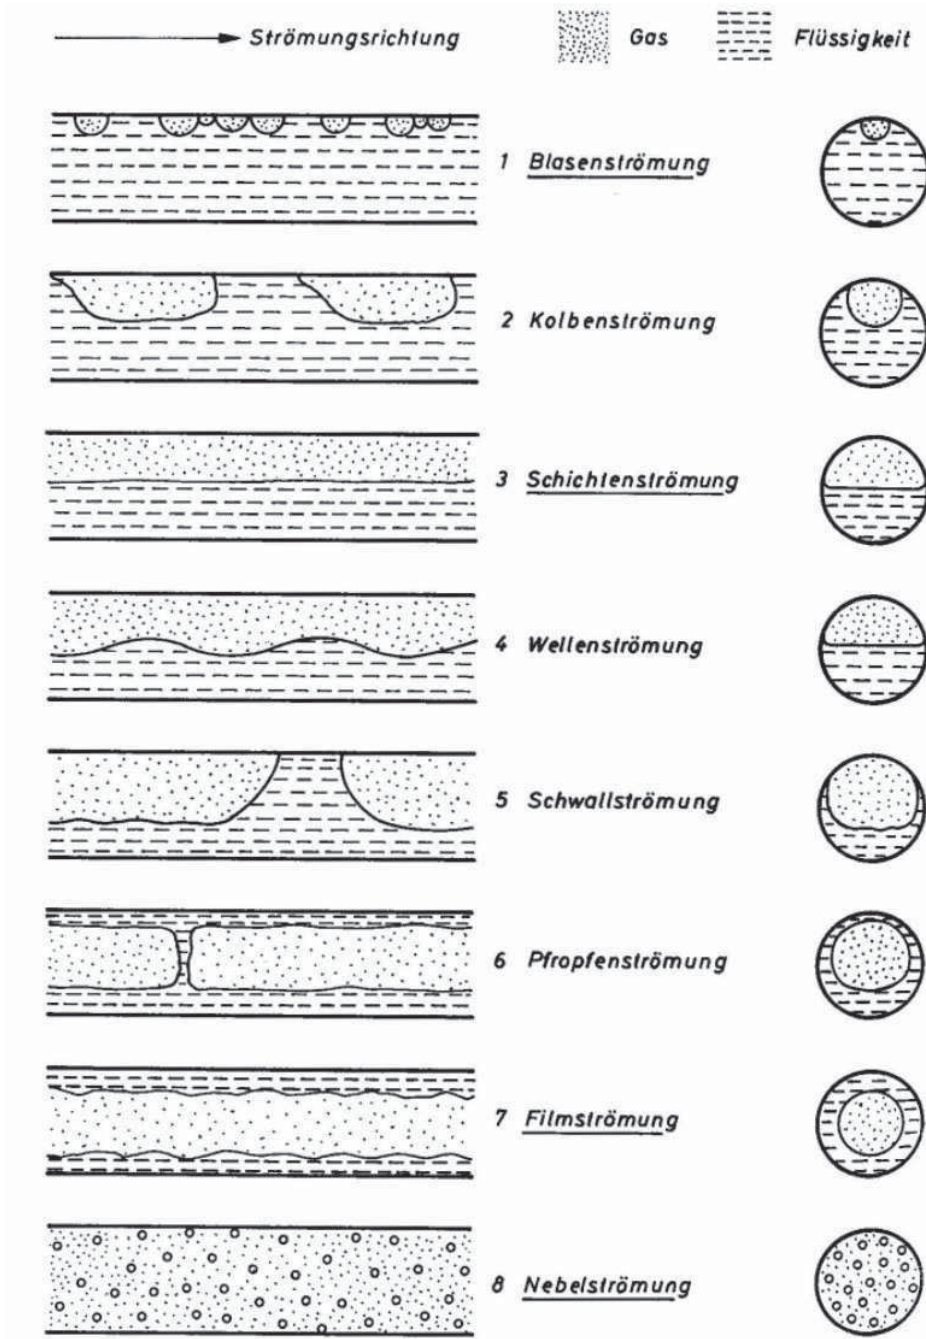 Strömungsrichtung Gas Flüssigkeit
1 Blasenströmung
2 Kolbenströmung
3 Schichtenströmung
4 Wellenströmung
5 Schwallströmung
6 Pfropfenströmung
7 Filmströmung
8 Nebelströmung